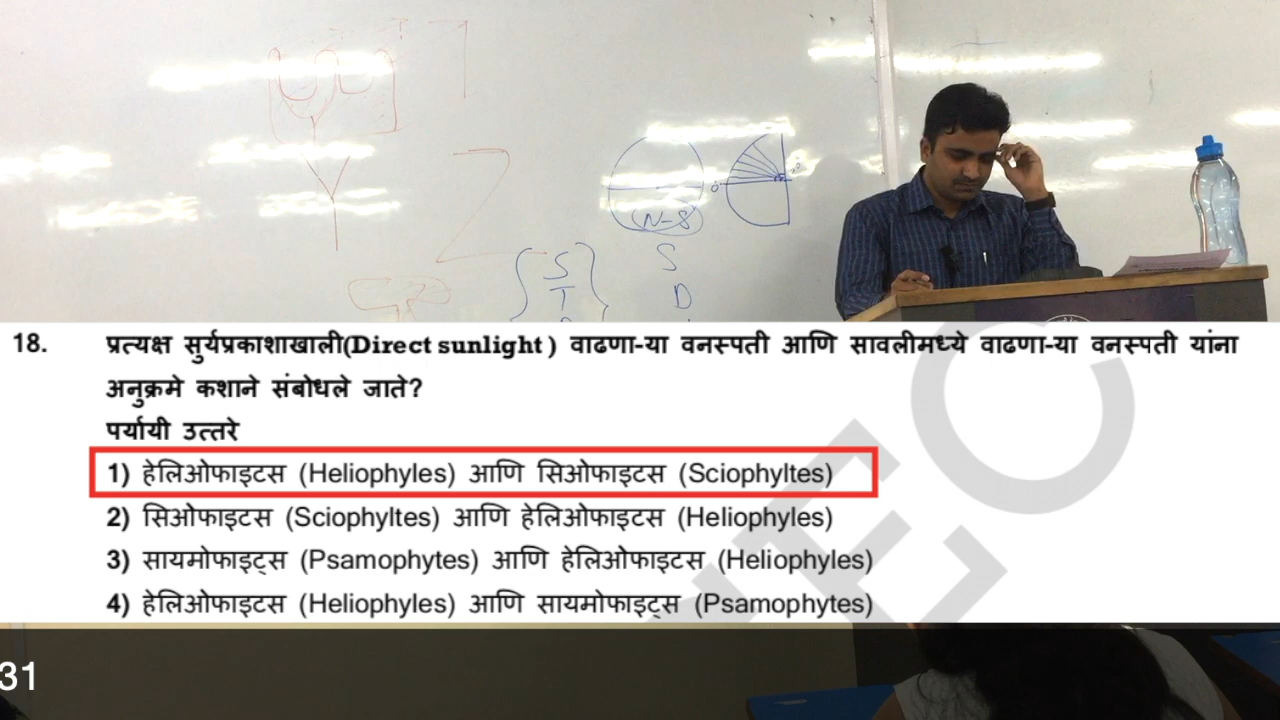 (N-S)
S
T
S
D
18. प्रत्यक्ष सुर्यप्रकाशाखाली(Direct sunlight ) वाढणा-या वनस्पती आणि सावलीमध्ये वाढणा-या वनस्पती यांना
अनुक्रमे कशाने संबोधले जाते?
पर्यायी उत्तरे
1) हेलिओफाइटस (Heliophyles) आणि सिओफाइटस (Sciophyltes)
2) सिओफाइटस (Sciophyltes) आणि हेलिओफाइटस (Heliophyles)
3) सायमोफाइट्स (Psamophytes) आणि हेलिओफाइटस (Heliophyles)
4) हेलिओफाइटस (Heliophyles) आणि सायमोफाइट्स (Psamophytes)
31